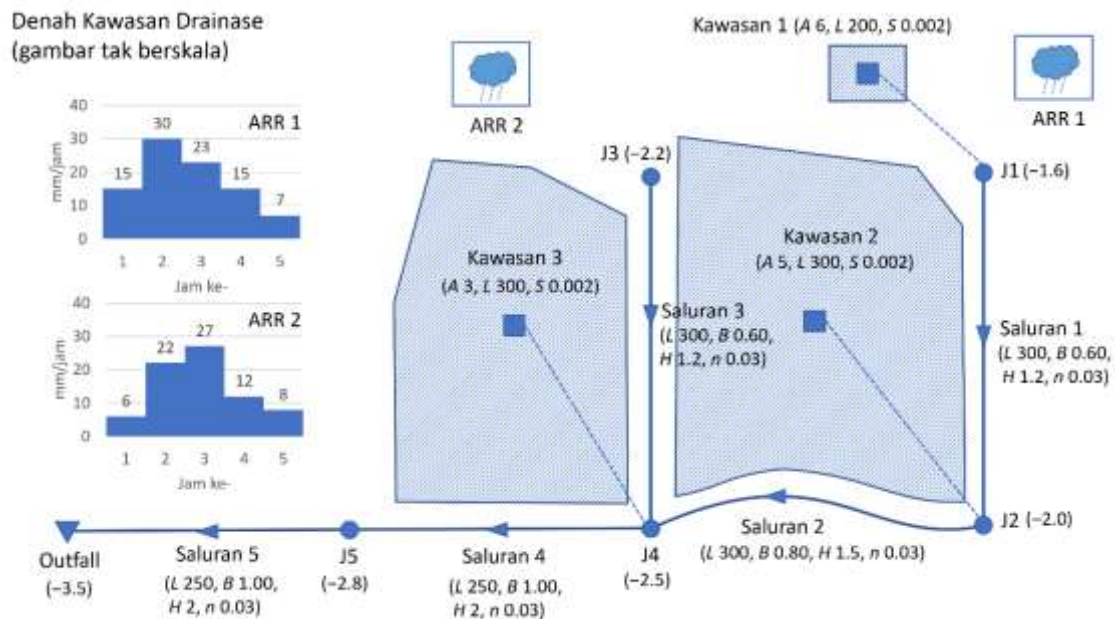 Denah Kawasan Drainase
(gambar tak berskala)
Kawasan 1 (A 6, L 200, S 0.002)
ARR 1
ARR 2
ARR 1
40
30
20
10
0
mm/jam
15
30
23
15
7
1 2 3 4 5
Jam ke-
ARR 2
40
30
20
10
0
mm/jam
6
22
27
12
8
1 2 3 4 5
Jam ke-
J3 (−2.2)
J1 (−1.6)
Kawasan 3
(A 3, L 300, S 0.002)
Kawasan 2
(A 5, L 300, S 0.002)
Saluran 3
(L 300, B 0.60,
H 1.2, n 0.03)
Saluran 1
(L 300, B 0.60,
H 1.2, n 0.03)
Outfall
(−3.5)
Saluran 5
(L 250, B 1.00,
H 2, n 0.03)
J5
(−2.8)
Saluran 4
(L 250, B 1.00,
H 2, n 0.03)
J4
(−2.5)
Saluran 2
(L 300, B 0.80, H 1.5, n 0.03)
J2 (−2.0)